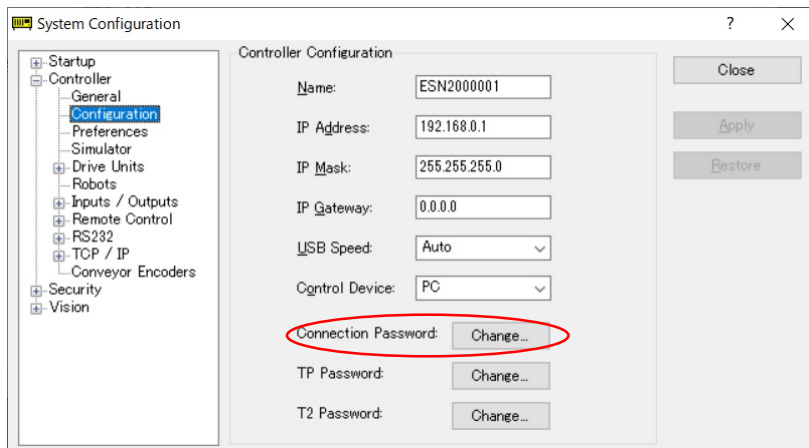 System Configuration
?
Startup
Controller
General
Configuration
Preferences
Simulator
Drive Units
Robots
Inputs / Outputs
Remote Control
RS232
TCP / IP
Conveyor Encoders
Security
Vision
Controller Configuration
Name: ESN2000001
IP Address: 192.168.0.1
IP Mask: 255.255.255.0
IP Gateway: 0.0.0.0
USB Speed: Auto
Control Device: PC
Connection Password: Change...
TP Password: Change...
T2 Password: Change...
Close
Apply
Restore